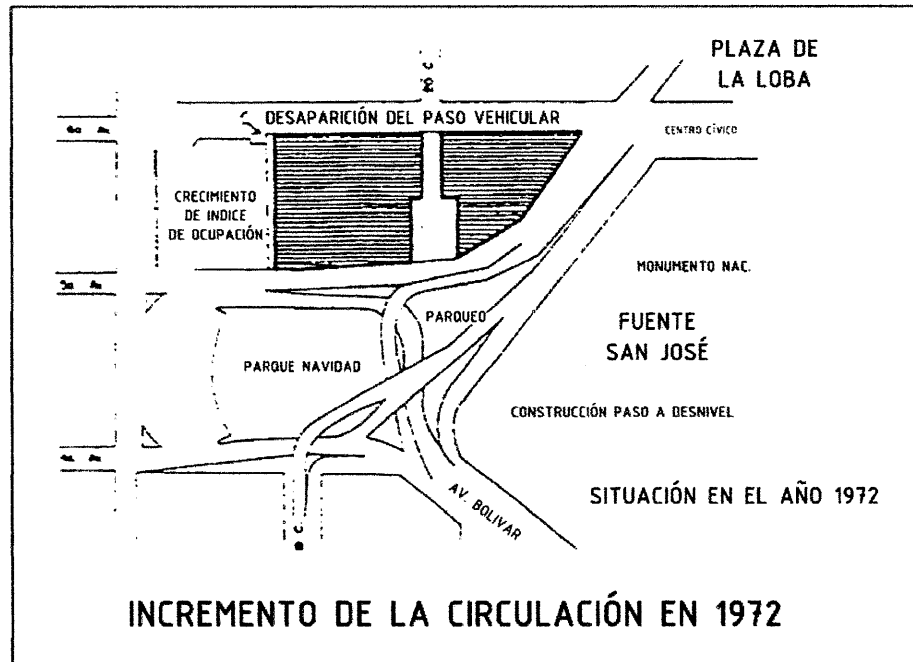 PLAZA DE
LA LOBA
DESAPARICIÓN DEL PASO VEHICULAR
CENTRO CÍVICO
CRECIMIENTO
DE INDICE
DE OCUPACIÓN
MONUMENTO NAC.
PARQUEO
FUENTE
SAN JOSÉ
PARQUE NAVIDAD
CONSTRUCCIÓN PASO A DESNIVEL
SITUACIÓN EN EL AÑO 1972
AV. BOLIVAR
INCREMENTO DE LA CIRCULACIÓN EN 1972